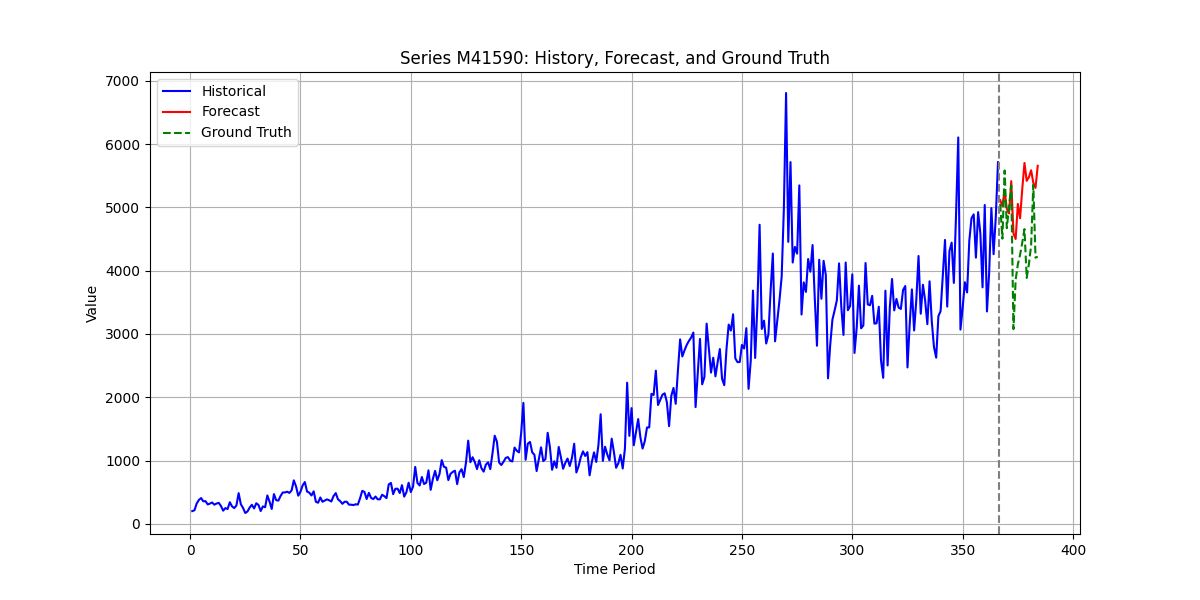 Series M41590: History, Forecast, and Ground Truth
Historical
Forecast
Ground Truth
7000
6000
5000
4000
3000
2000
1000
0
Value
0 50 100 150 200 250 300 350 400
Time Period